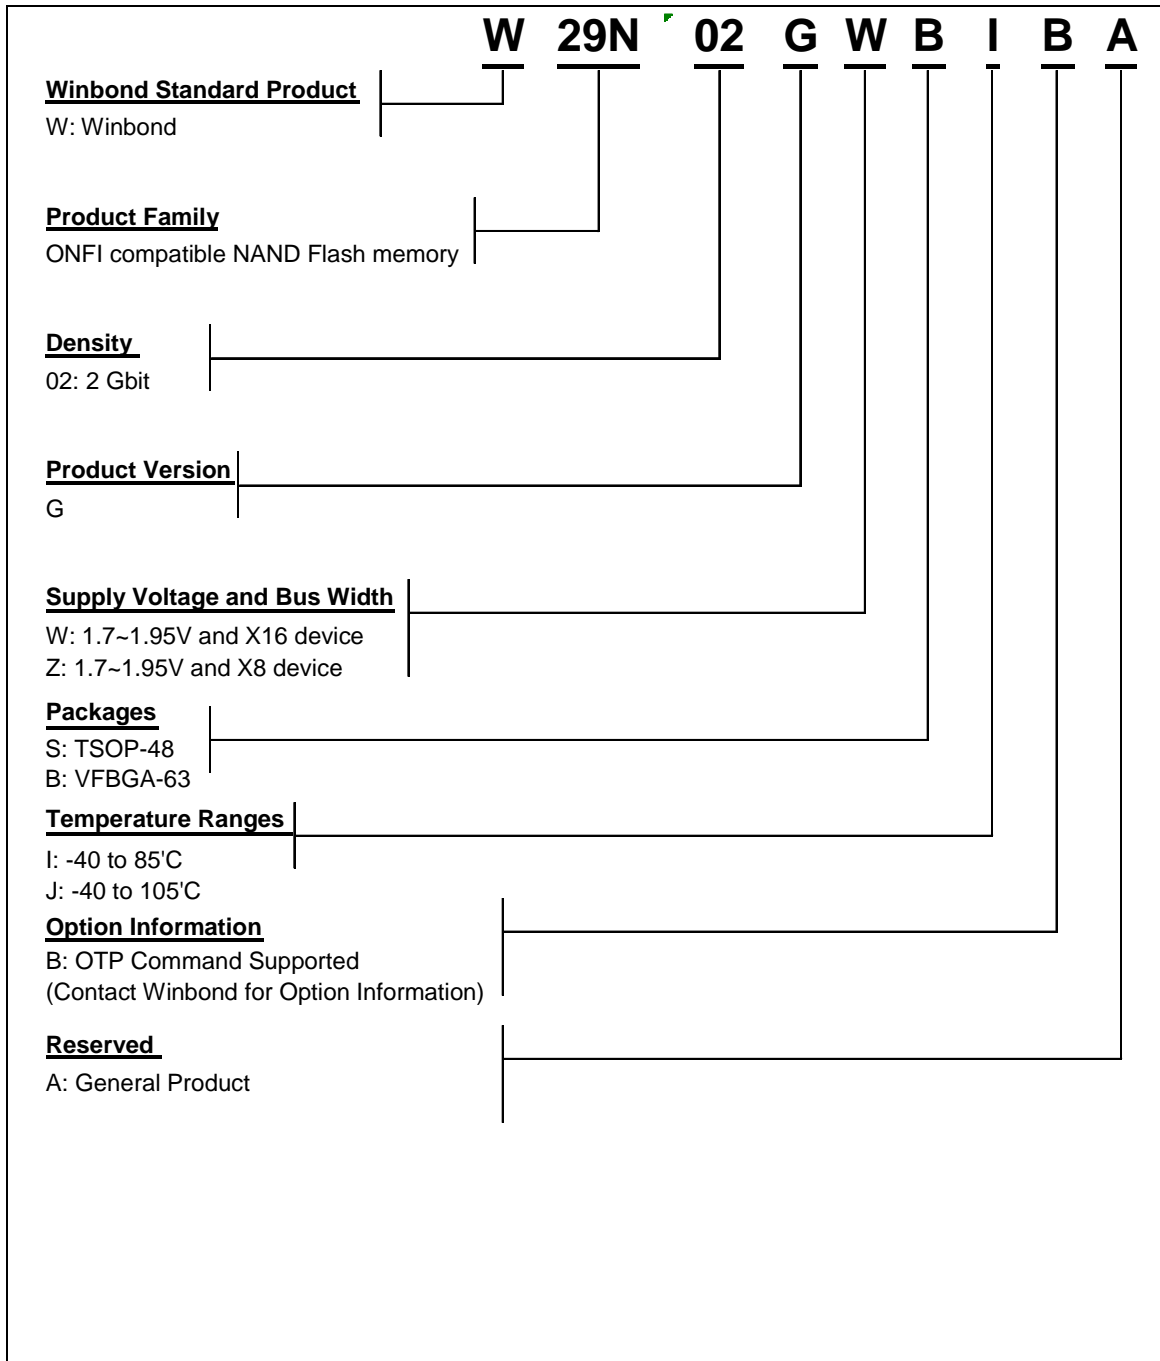 W 29N 02 G W B I B A
Winbond Standard Product
W: Winbond
Product Family
ONFI compatible NAND Flash memory
Density
02: 2 Gbit
Product Version
G
Supply Voltage and Bus Width
W: 1.7~1.95V and X16 device
Z: 1.7~1.95V and X8 device
Packages
S: TSOP-48
B: VFBGA-63
Temperature Ranges
I: -40 to 85'C
J: -40 to 105'C
Option Information
B: OTP Command Supported
(Contact Winbond for Option Information)
Reserved
A: General Product